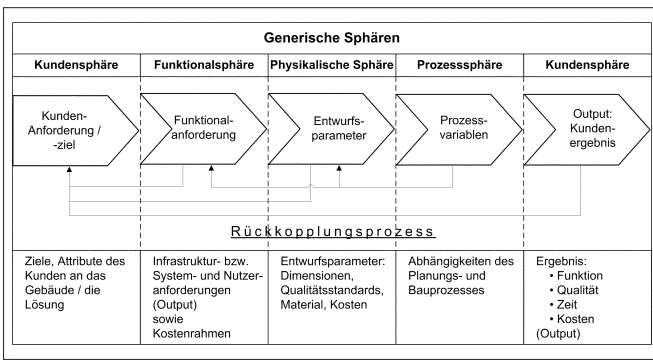 Generische Sphären
Kundensphäre
Funktionalsphäre
Physikalische Sphäre
Prozesssphäre
Kundensphäre
Kunden-
Anforderung /
-ziel
Funktional-
anforderung
Entwurfs-
parameter
Prozess-
variablen
Output:
Kunden-
ergebnis
Rückkopplungsprozess
Ziele, Attribute des
Kunden an das
Gebäude / die
Lösung
Infrastruktur- bzw.
System- und Nutzer-
anforderungen
(Output)
sowie
Kostenrahmen
Entwurfsparameter:
Dimensionen,
Qualitätsstandards,
Material, Kosten
Abhängigkeiten des
Planungs- und
Bauprozesses
Ergebnis:
• Funktion
• Qualität
• Zeit
• Kosten
(Output)